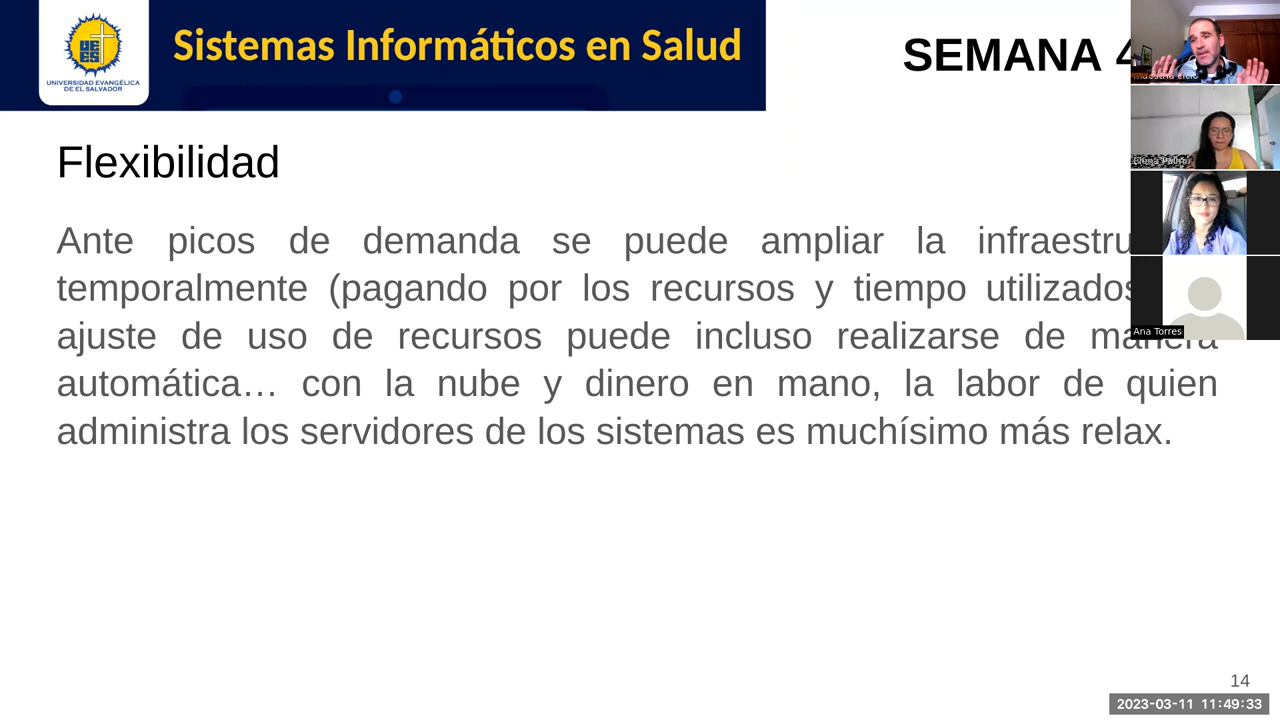 Sistemas Informáticos en Salud
UNIVERSIDAD EVANGÉLICA
DE EL SALVADOR
SEMANA 4
Flexibilidad
Ante picos de demanda se puede ampliar la
temporalmente (pagando por los recursos y tiempo utilizados
ajuste de uso de recursos puede incluso realizarse de manera
automática… con la nube y dinero en mano, la labor de quien
administra los servidores de los sistemas es muchísimo más relax.
Ana Torres
14
2023-03-11 11:49:33